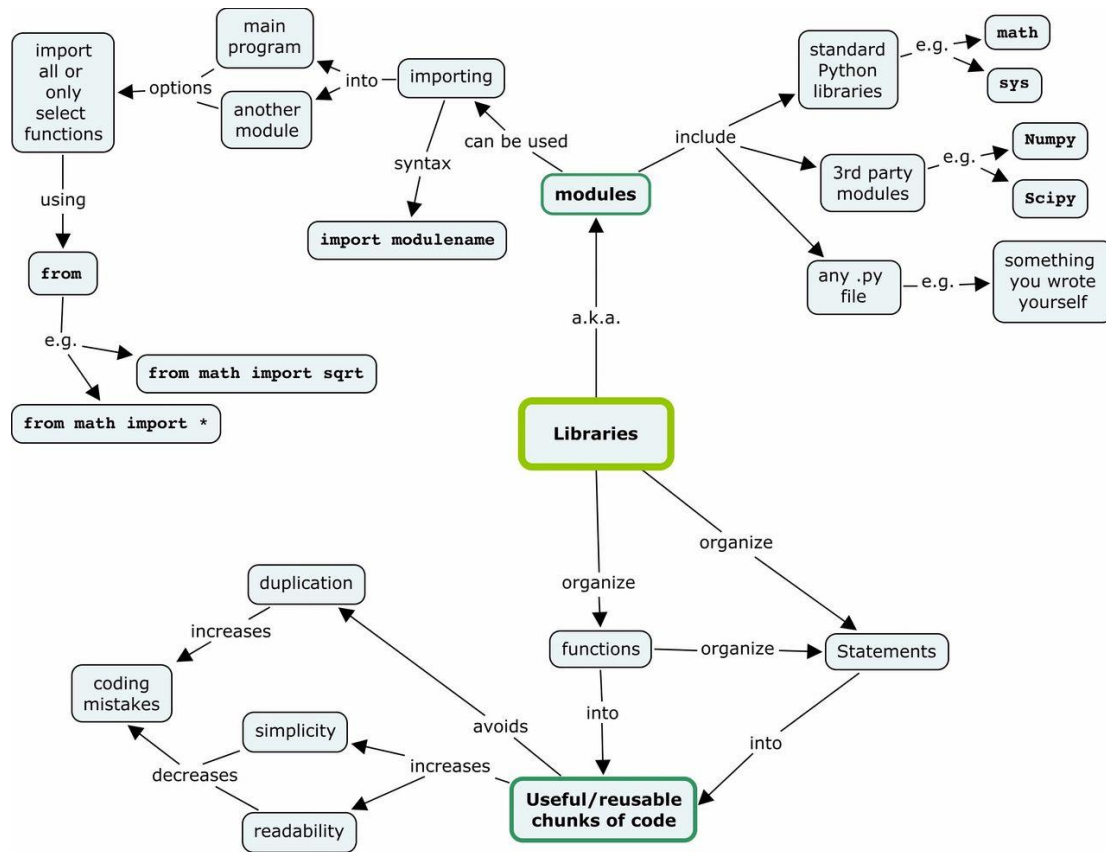 import
all or
only
select
functions
options
main
program
another
module
into
importing
can be used
syntax
import modulename
modules
include
standard
Python
libraries
e.g.
math
sys
3rd party
modules
e.g.
Numpy
Scipy
any .py
file
e.g.
something
you wrote
yourself
using
from
e.g.
from math import sqrt
from math import *
a.k.a.
Libraries
organize
organize
functions
organize
Statements
into
into
Useful/reusable
chunks of code
avoids
duplication
increases
coding
mistakes
increases
simplicity
readability
decreases